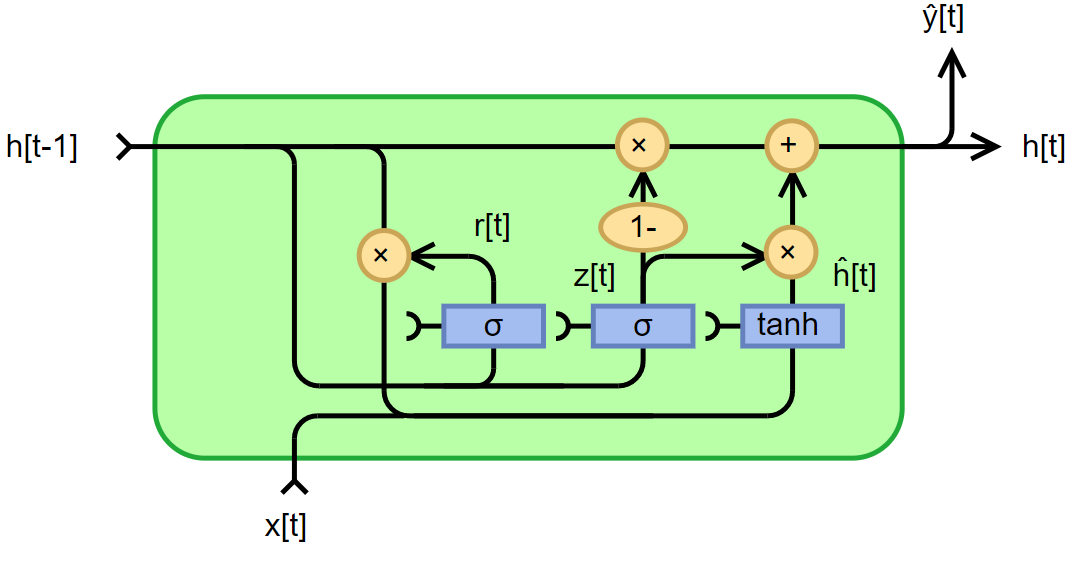 ŷ[t]
h[t-1]
×
+
h[t]
r[t]
1-
×
×
z[t]
ĥ[t]
σ
σ
tanh
x[t]